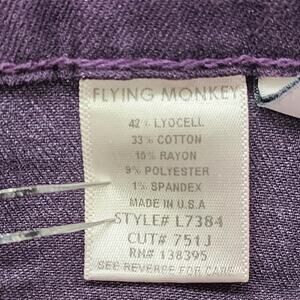 FLYING MONKEY
42% LYOCELL
33% COTTON
15% RAYON
9% POLYESTER
1% SPANDEX
MADE IN U.S.A
STYLE# L7384
CUT# 751J
RN# 138395
SEE REVERSE FOR CARE